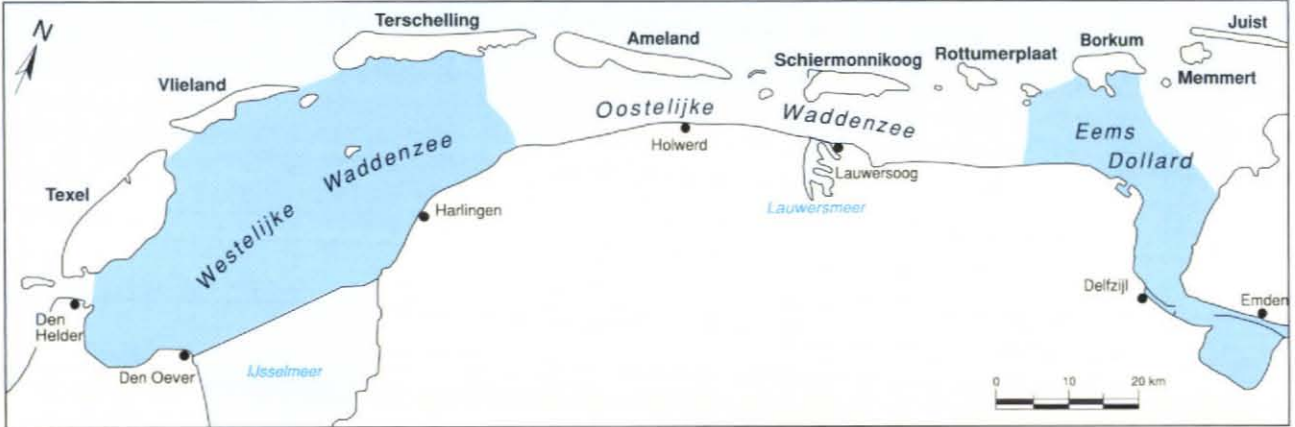 N
Terschelling
Juist
Ameland
Borkum
Schiermonnikoog
Rottumerplaat
Memmert
Vlieland
Oostelijke Waddenzee
Eems
Dollard
Holwerd
Westelijke Waddenzee
Lauwersoog
Texel
Lauwersmeer
Harlingen
Delfzijl
Emden
Den
Helder
Den Oever
IJsselmeer
0 10 20 km